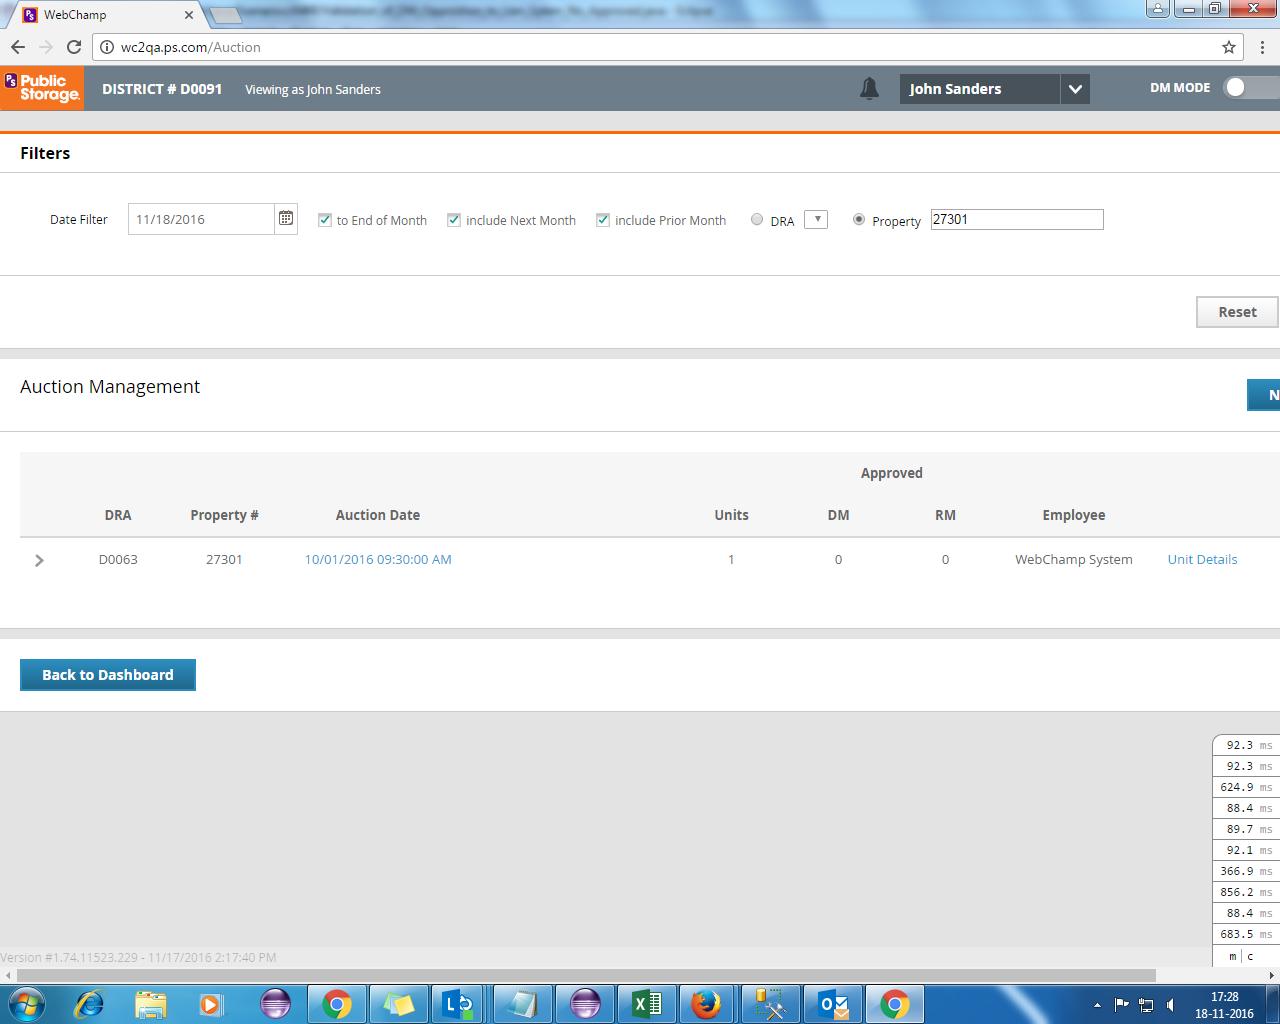 WebChamp
wc2qa.ps.com/Auction
PS Public Storage. DISTRICT # D0091 Viewing as John Sanders John Sanders DM MODE
Filters
Date Filter 11/18/2016 to End of Month include Next Month include Prior Month DRA Property 27301
Reset
Auction Management
N
Approved
DRA Property # Auction Date Units DM RM Employee
D0063 27301 10/01/2016 09:30:00 AM 1 0 0 WebChamp System Unit Details
Back to Dashboard
92.3 ms
92.3 ms
624.9 ms
88.4 ms
89.7 ms
92.1 ms
366.9 ms
856.2 ms
88.4 ms
683.5 ms
m | c
Version #1.74.11523.229 - 11/17/2016 2:17:40 PM
17:28
18-11-2016